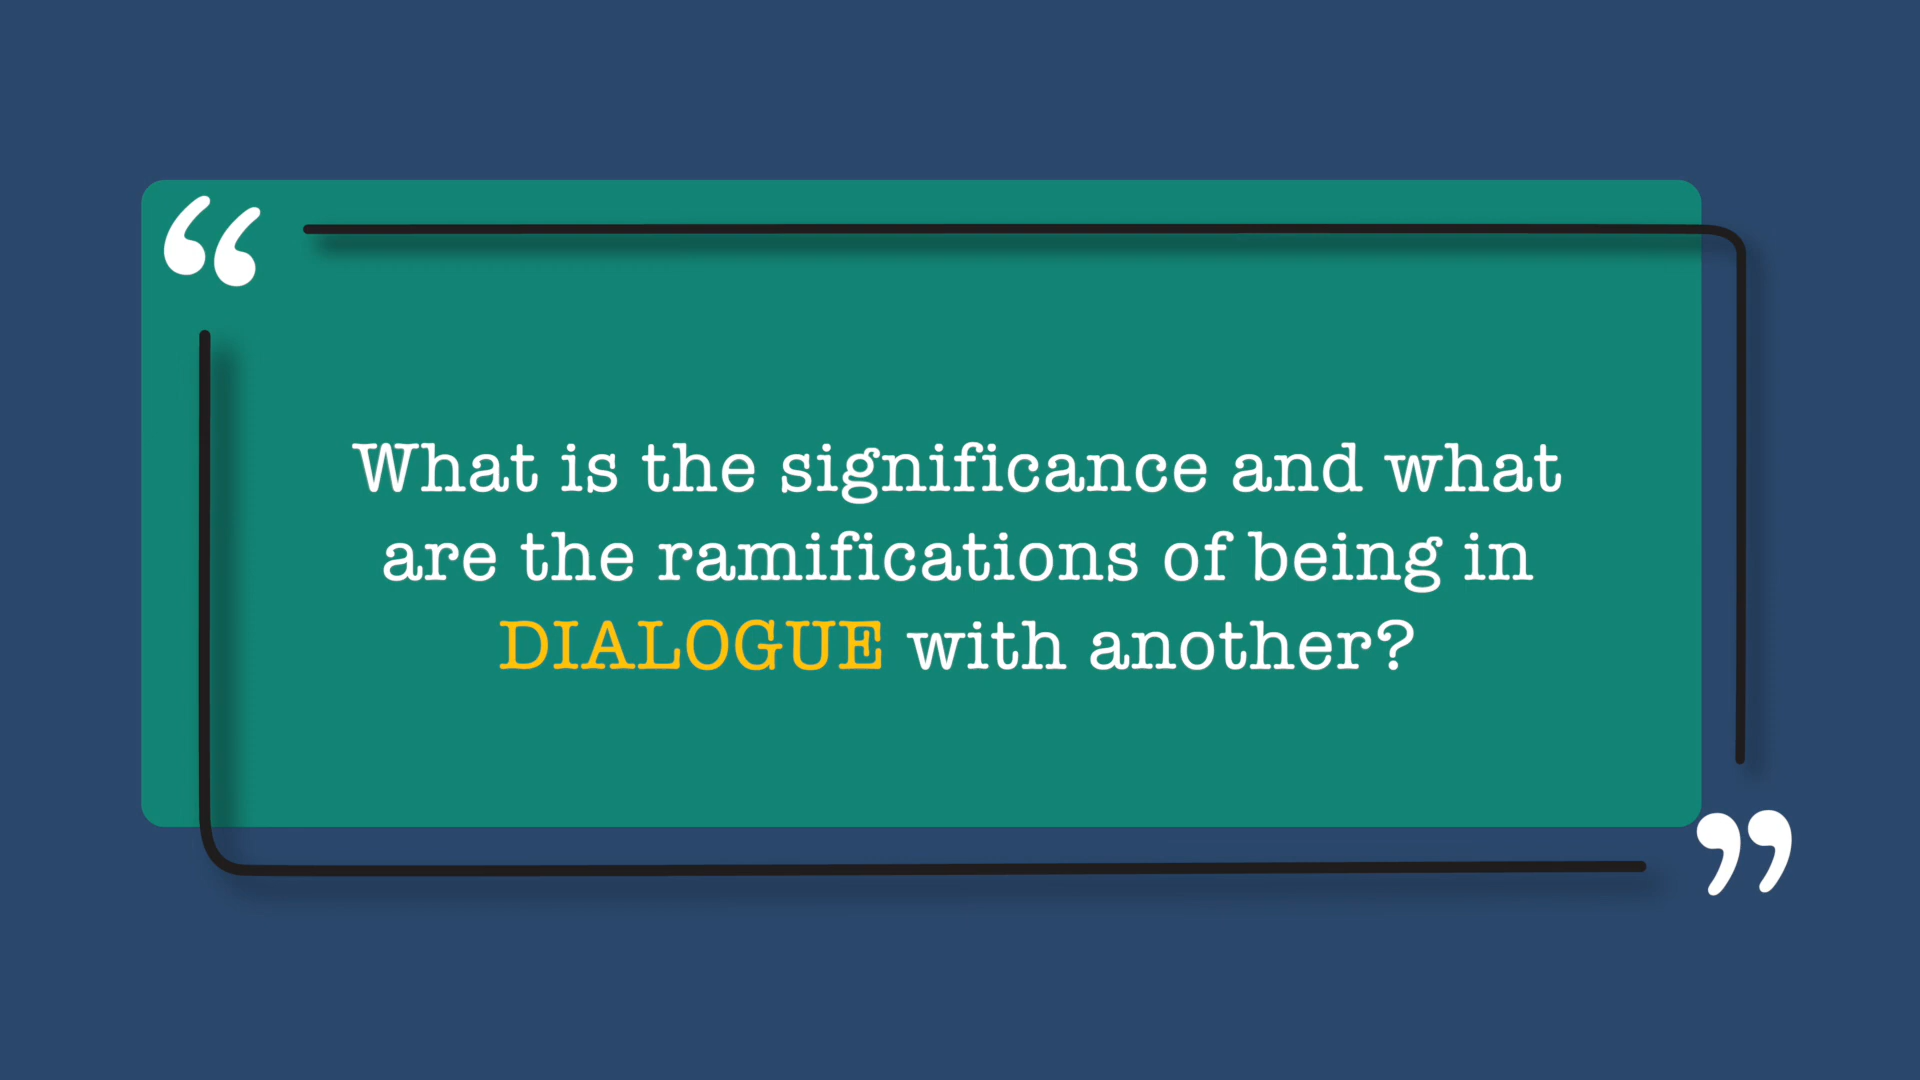 “
What is the significance and what
are the ramifications of being in
DIALOGUE with another?
”